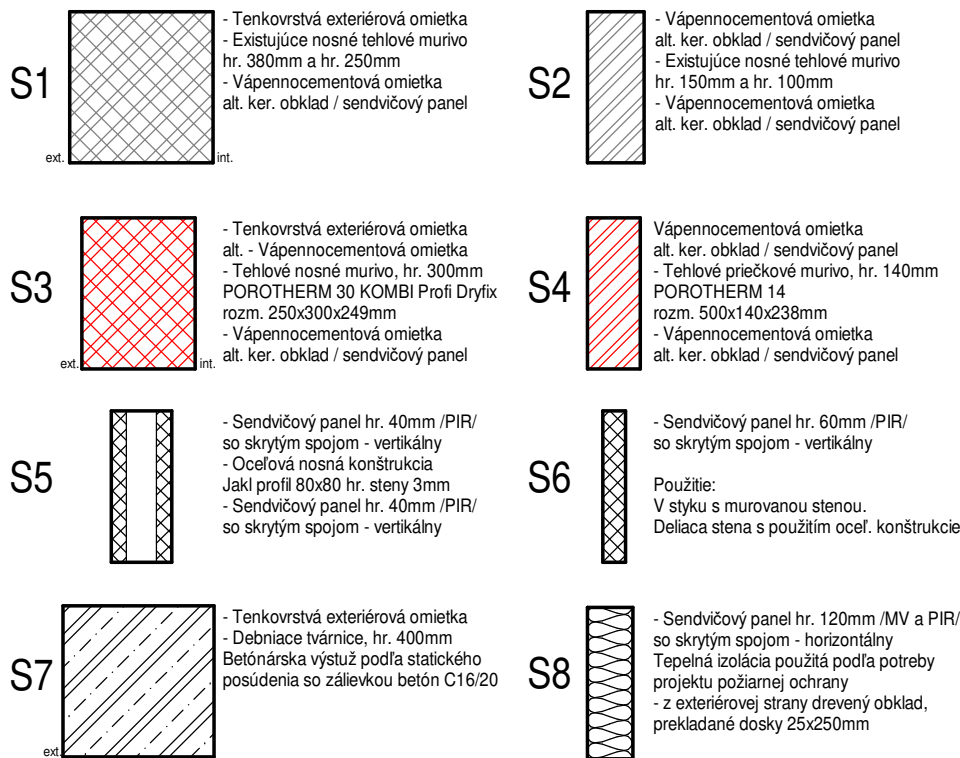 S1
- Tenkovrstvá exteriérová omietka
- Existujúce nosné tehlové murivo
hr. 380mm a hr. 250mm
- Vápennocementová omietka
alt. ker. obklad / sendvičový panel
ext.
int.
S2
- Vápennocementová omietka
alt. ker. obklad / sendvičový panel
- Existujúce nosné tehlové murivo
hr. 150mm a hr. 100mm
- Vápennocementová omietka
alt. ker. obklad / sendvičový panel
S3
- Tenkovrstvá exteriérová omietka
alt. - Vápennocementová omietka
- Tehlové nosné murivo, hr. 300mm
POROTHERM 30 KOMBI Profi Dryfix
rozm. 250x300x249mm
- Vápennocementová omietka
alt. ker. obklad / sendvičový panel
ext.
int.
S4
Vápennocementová omietka
alt. ker. obklad / sendvičový panel
- Tehlové priečkové murivo, hr. 140mm
POROTHERM 14
rozm. 500x140x238mm
- Vápennocementová omietka
alt. ker. obklad / sendvičový panel
S5
- Sendvičový panel hr. 40mm /PIR/
so skrytým spojom - vertikálny
- Oceľová nosná konštrukcia
Jakl profil 80x80 hr. steny 3mm
- Sendvičový panel hr. 40mm /PIR/
so skrytým spojom - vertikálny
S6
- Sendvičový panel hr. 60mm /PIR/
so skrytým spojom - vertikálny
Použitie:
V styku s murovanou stenou.
Deliaca stena s použitím oceľ. konštrukcie
S7
- Tenkovrstvá exteriérová omietka
- Debniace tvárnice, hr. 400mm
Betónárska výstuž podľa statického
posúdenia so zálievkou betón C16/20
ext.
S8
- Sendvičový panel hr. 120mm /MV a PIR/
so skrytým spojom - horizontálny
Tepelná izolácia použitá podľa potreby
projektu požiarnej ochrany
- z exteriérovej strany drevený obklad,
prekladané dosky 25x250mm